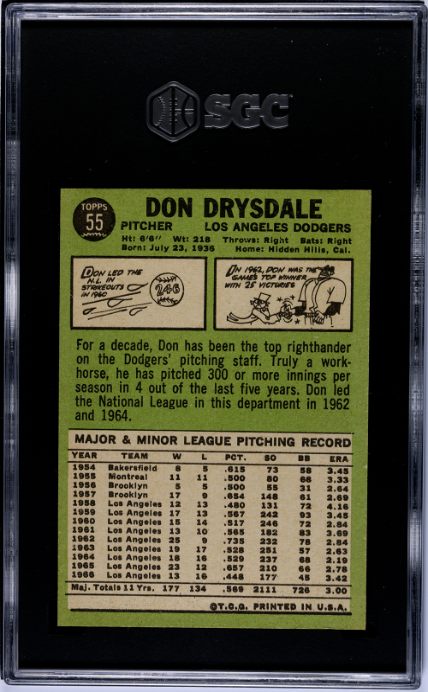 SGC
TOPPS
55
DON DRYSDALE
PITCHER LOS ANGELES DODGERS
Ht: 6'6" Wt: 218 Throws: Right Bats: Right
Born: July 23, 1936 Home: Hidden Hills, Cal.
DON LED THE
N.L. IN
STRIKEOUTS
IN 1960
246
IN 1962, DON WAS THE
GAMES TOP WINNER
WITH 25 VICTORIES
For a decade, Don has been the top righthander
on the Dodgers' pitching staff. Truly a work-
horse, he has pitched 300 or more innings per
season in 4 out of the last five years. Don led
the National League in this department in 1962
and 1964.
MAJOR & MINOR LEAGUE PITCHING RECORD
YEAR TEAM W L PCT. SO BB ERA
1954 Bakersfield 8 5 .615 73 58 3.45
1955 Montreal 11 11 .500 80 68 3.33
1956 Brooklyn 5 5 .500 55 31 2.64
1957 Brooklyn 17 9 .654 148 61 2.69
1958 Los Angeles 12 13 .480 131 72 4.16
1959 Los Angeles 17 13 .567 242 93 3.45
1960 Los Angeles 15 14 .517 246 72 2.84
1961 Los Angeles 13 10 .565 182 83 3.69
1962 Los Angeles 25 9 .735 232 78 2.84
1963 Los Angeles 19 17 .528 251 57 2.63
1964 Los Angeles 18 16 .529 237 68 2.19
1965 Los Angeles 23 12 .657 210 66 2.78
1966 Los Angeles 13 16 .448 177 45 3.42
Maj. Totals 11 Yrs. 177 134 .569 2111 726 3.00
©T.C.G. PRINTED IN U.S.A.